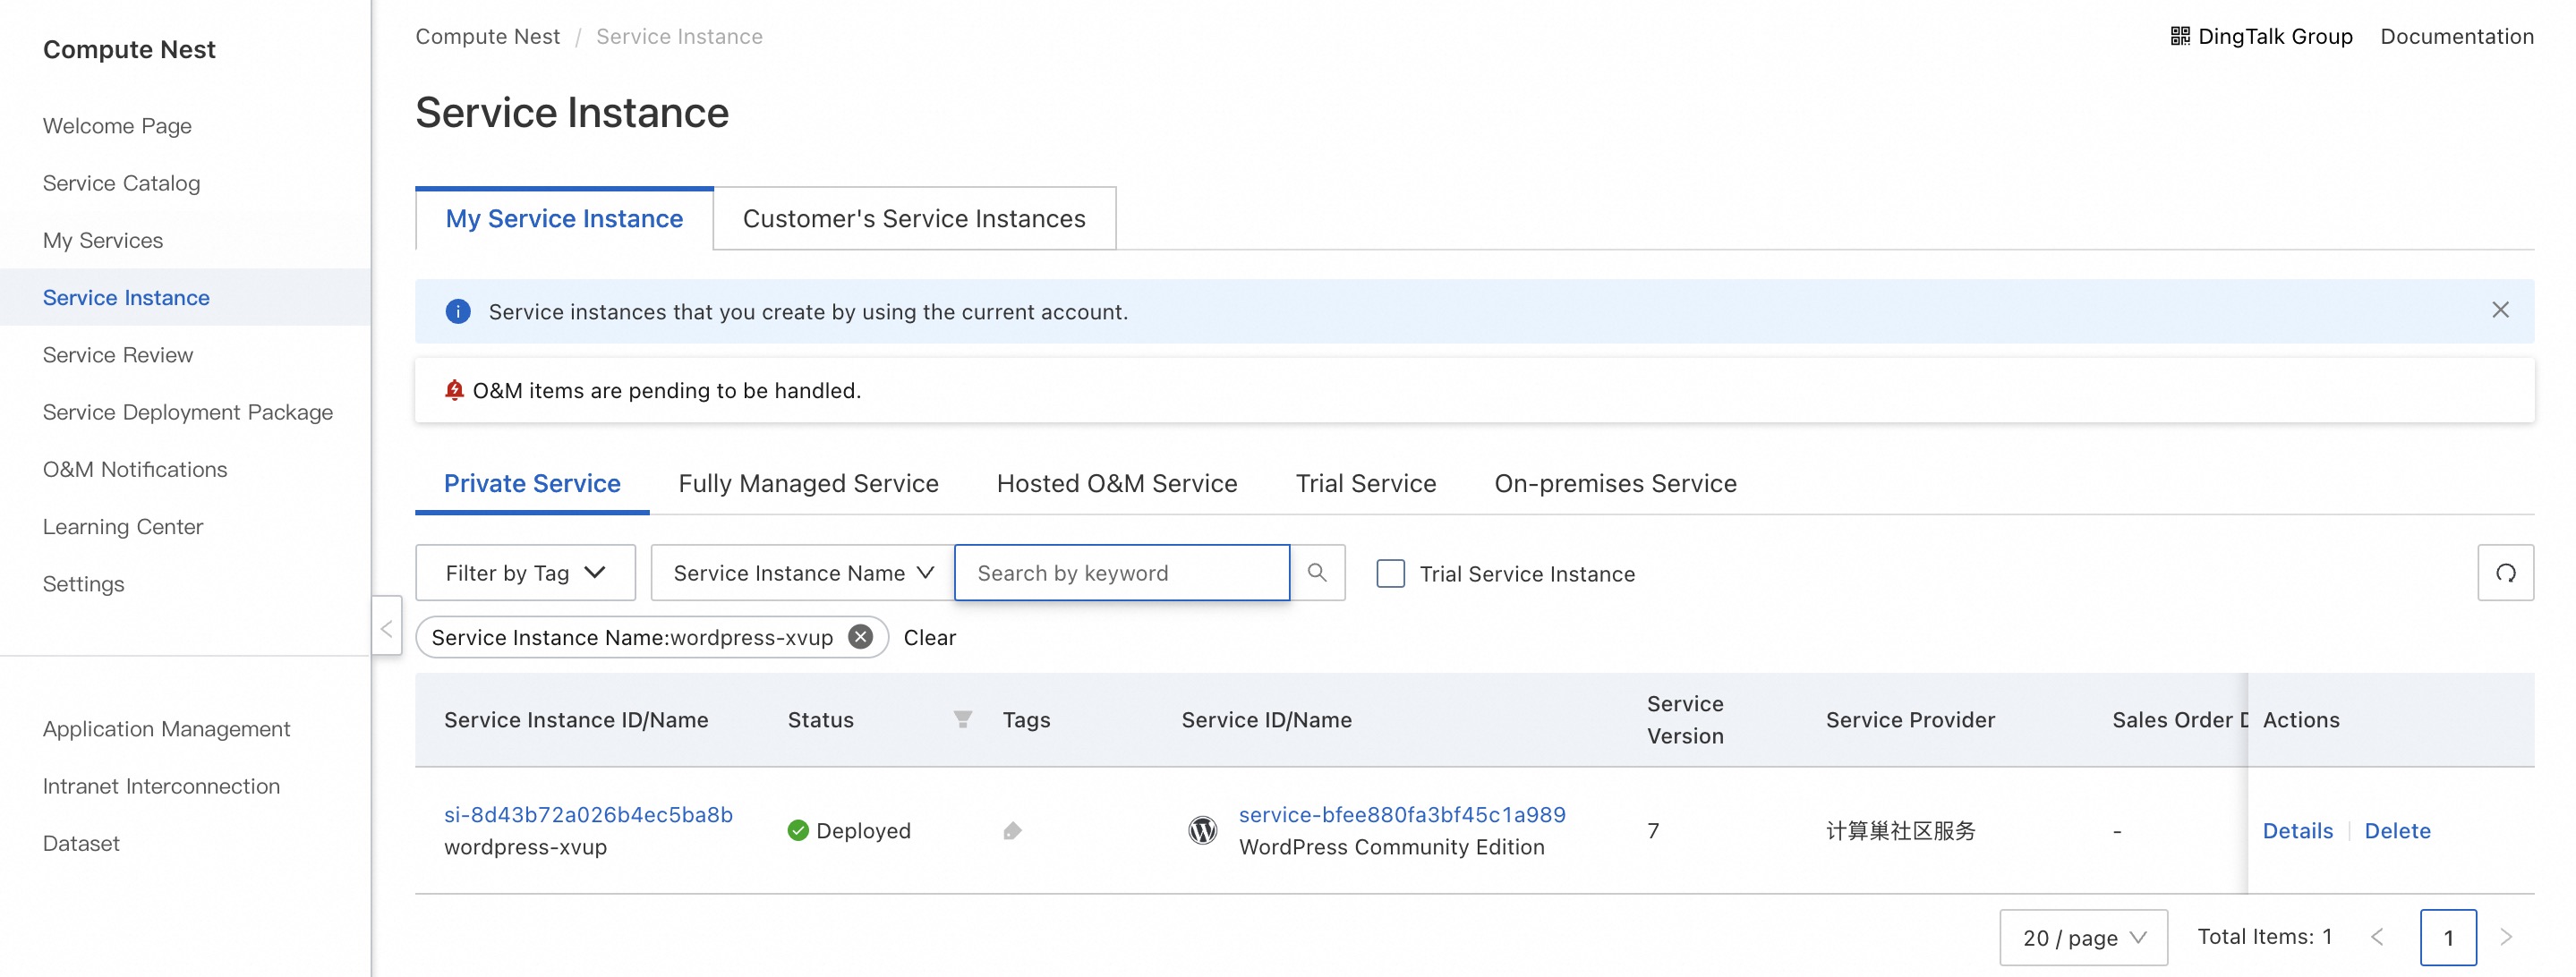 Compute Nest
Welcome Page
Service Catalog
My Services
Service Instance
Service Review
Service Deployment Package
O&M Notifications
Learning Center
Settings
Application Management
Intranet Interconnection
Dataset
Compute Nest / Service Instance
DingTalk Group Documentation
Service Instance
My Service Instance Customer's Service Instances
Service instances that you create by using the current account.
O&M items are pending to be handled.
Private Service Fully Managed Service Hosted O&M Service Trial Service On-premises Service
Filter by Tag Service Instance Name Search by keyword Trial Service Instance
Service Instance Name:wordpress-xvup Clear
Service Instance ID/Name Status Tags Service ID/Name Service Version Service Provider Sales Order D Actions
si-8d43b72a026b4ec5ba8b
wordpress-xvup
Deployed
service-bfee880fa3bf45c1a989
WordPress Community Edition
7
计算巢社区服务
-
Details Delete
20 / page Total Items: 1 < 1 >